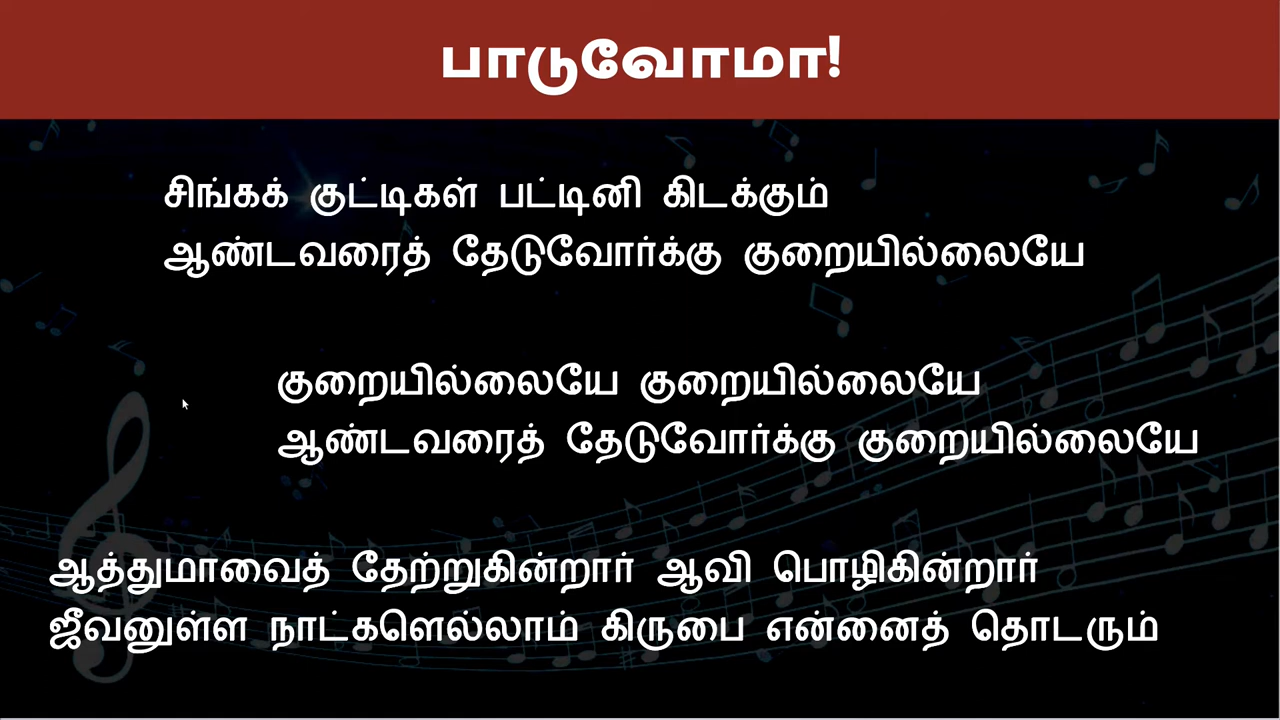 பாடுவோமா!
சிங்கக் குட்டிகள் பட்டினி கிடக்கும்
ஆண்டவரைத் தேடுவோர்க்கு குறையில்லையே
குறையில்லையே குறையில்லையே
ஆண்டவரைத் தேடுவோர்க்கு குறையில்லையே
ஆத்துமாவைத் தேற்றுகின்றார் ஆவி பொழிகின்றார்
ஜீவனுள்ள நாட்களெல்லாம் கிருபை என்னைத் தொடரும்